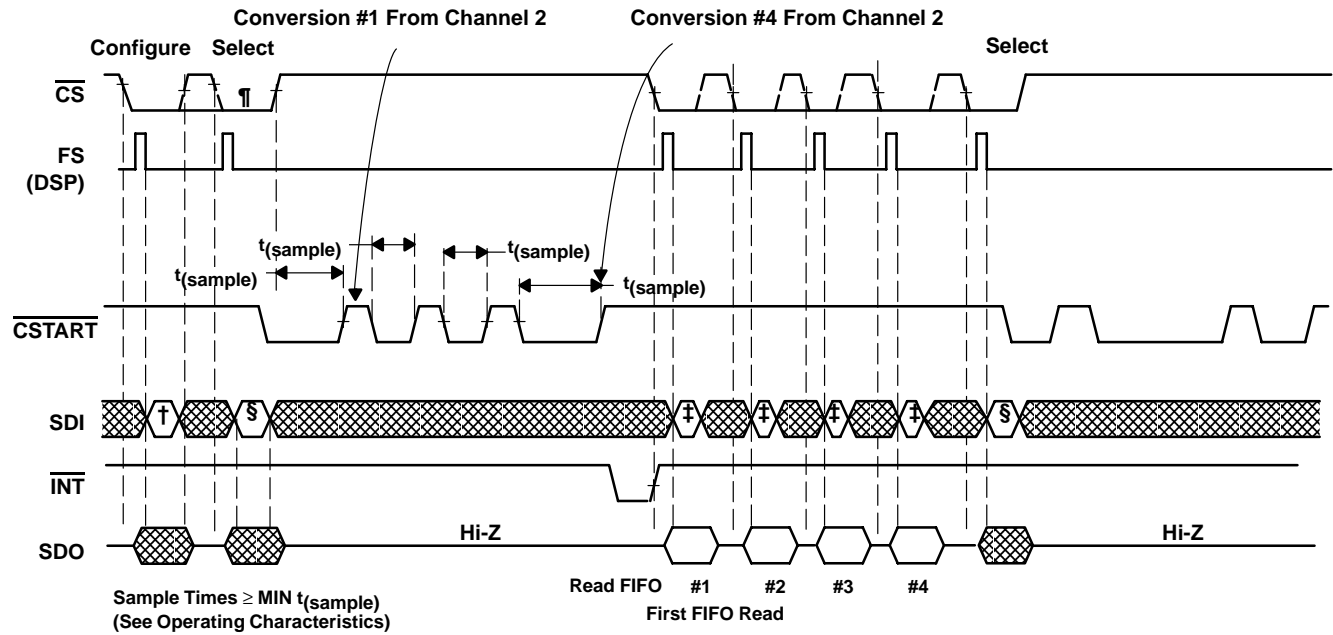 Conversion #1 From Channel 2
Conversion #4 From Channel 2
Configure
Select
Select
CS
¶
FS
(DSP)
t(sample)
t(sample)
t(sample)
t(sample)
CSTART
SDI
†
§
‡
‡
‡
‡
§
INT
SDO
Hi-Z
Hi-Z
Read FIFO
#1
#2
#3
#4
First FIFO Read
Sample Times ≥ MIN t(sample)
(See Operating Characteristics)